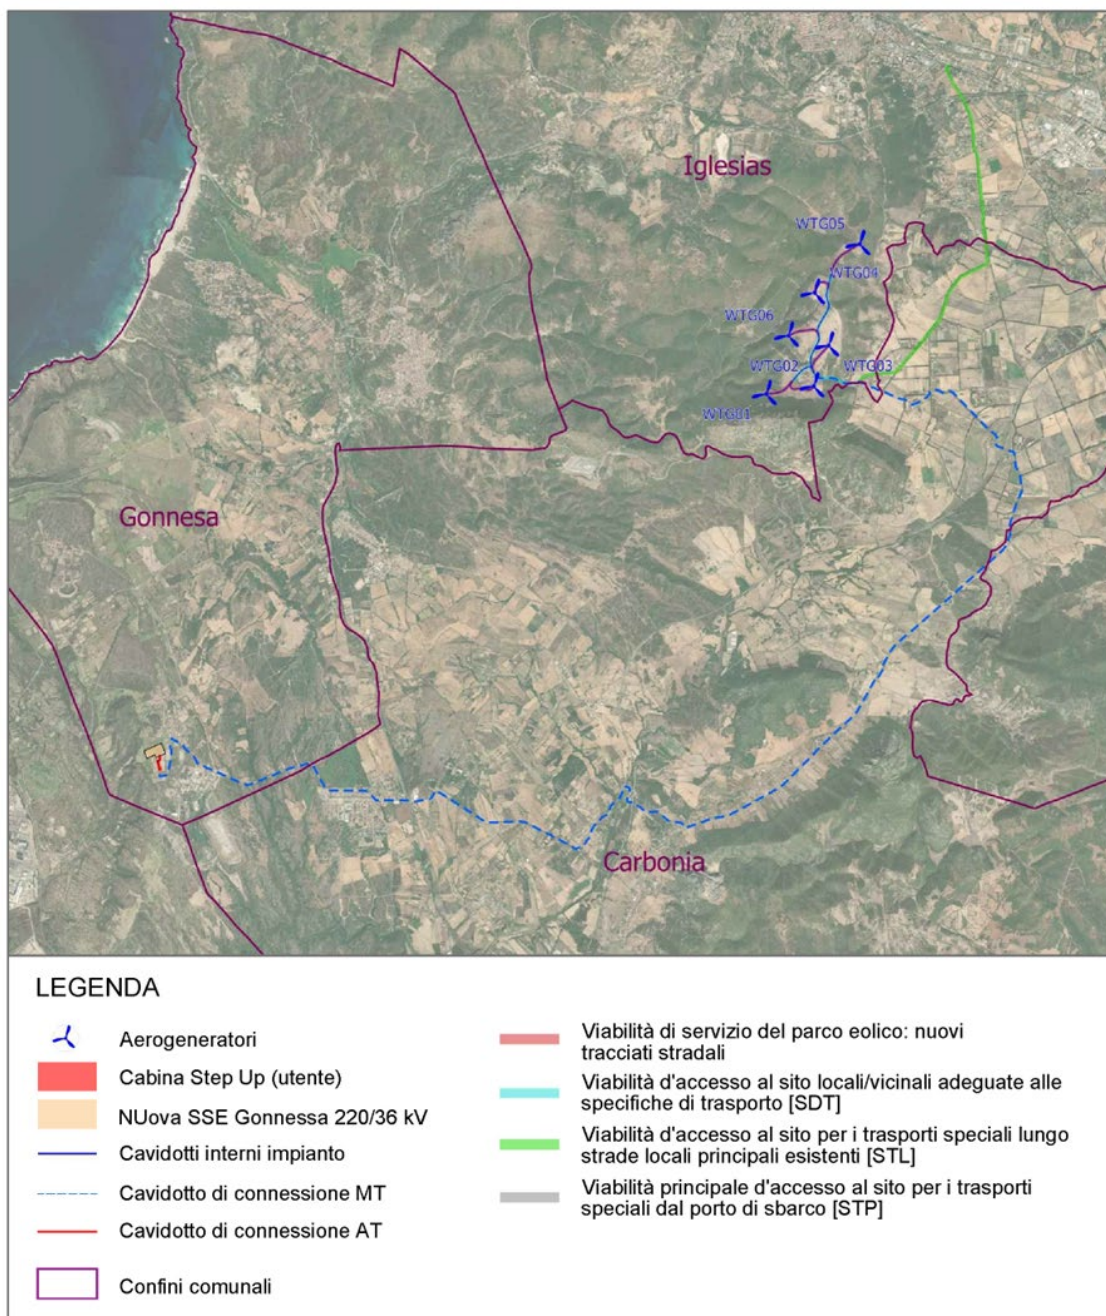 Iglesias
WTG05
WTG04
WTG06
WTG02
WTG03
WTG01
Gonnesa
Carbonia
LEGENDA
Aerogeneratori
Cabina Step Up (utente)
NUova SSE Gonnessa 220/36 kV
Cavidotti interni impianto
Cavidotto di connessione MT
Cavidotto di connessione AT
Confini comunali
Viabilità di servizio del parco eolico: nuovi
tracciati stradali
Viabilità d'accesso al sito locali/vicinali adeguate alle
specifiche di trasporto [SDT]
Viabilità d'accesso al sito per i trasporti speciali lungo
strade locali principali esistenti [STL]
Viabilità principale d'accesso al sito per i trasporti
speciali dal porto di sbarco [STP]